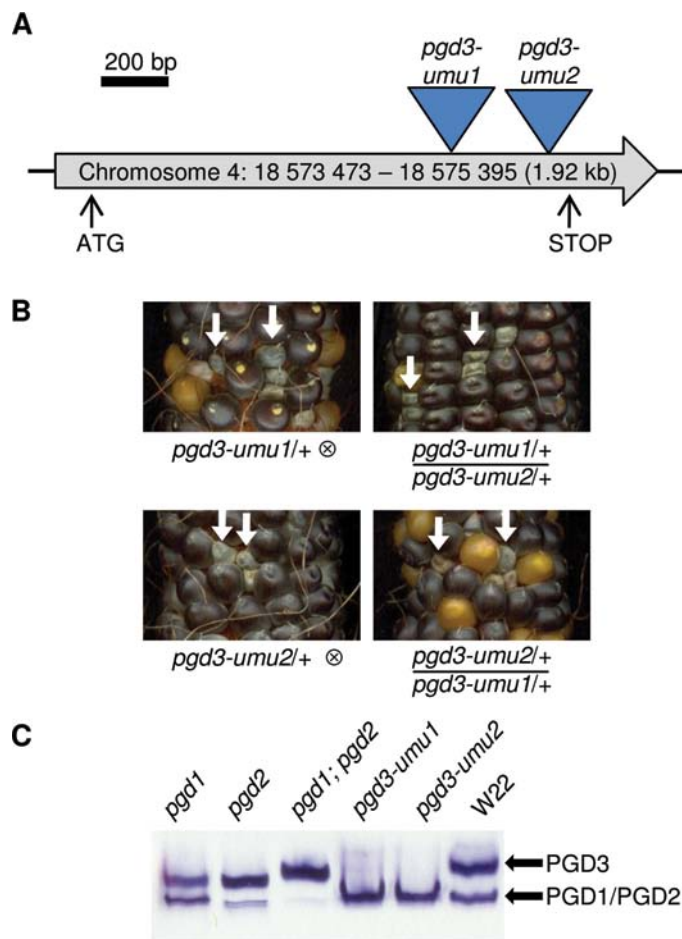 A
200 bp
pgd3-
umu1
pgd3-
umu2
Chromosome 4: 18 573 473 – 18 575 395 (1.92 kb)
ATG
STOP
B
pgd3-umu1/+ ⊗
pgd3-umu1/+
pgd3-umu2/+
pgd3-umu2/+ ⊗
pgd3-umu2/+
pgd3-umu1/+
C
pgd1
pgd2
pgd1; pgd2
pgd3-umu1
pgd3-umu2
W22
PGD3
PGD1/PGD2